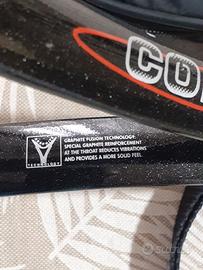 CO
GRAPHITE FUSION TECHNOLOGY:
SPECIAL GRAPHITE REINFORCEMENT
AT THE THROAT REDUCES VIBRATIONS
AND PROVIDES A MORE SOLID FEEL.
TECHNOLOGY